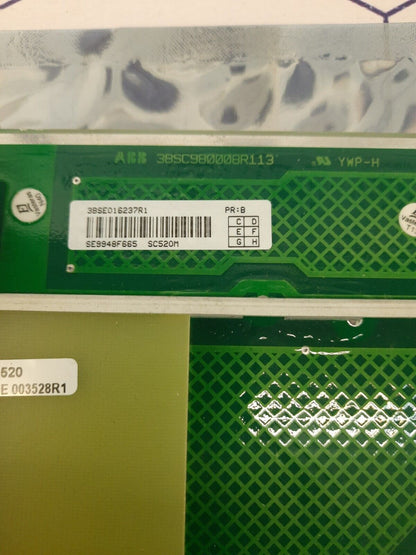 ABB 3BSC980008R113 YWP-H
3BSE016237R1 PR:B
C D
E F
SE9948F665 SC520M G H
520
E 003528R1